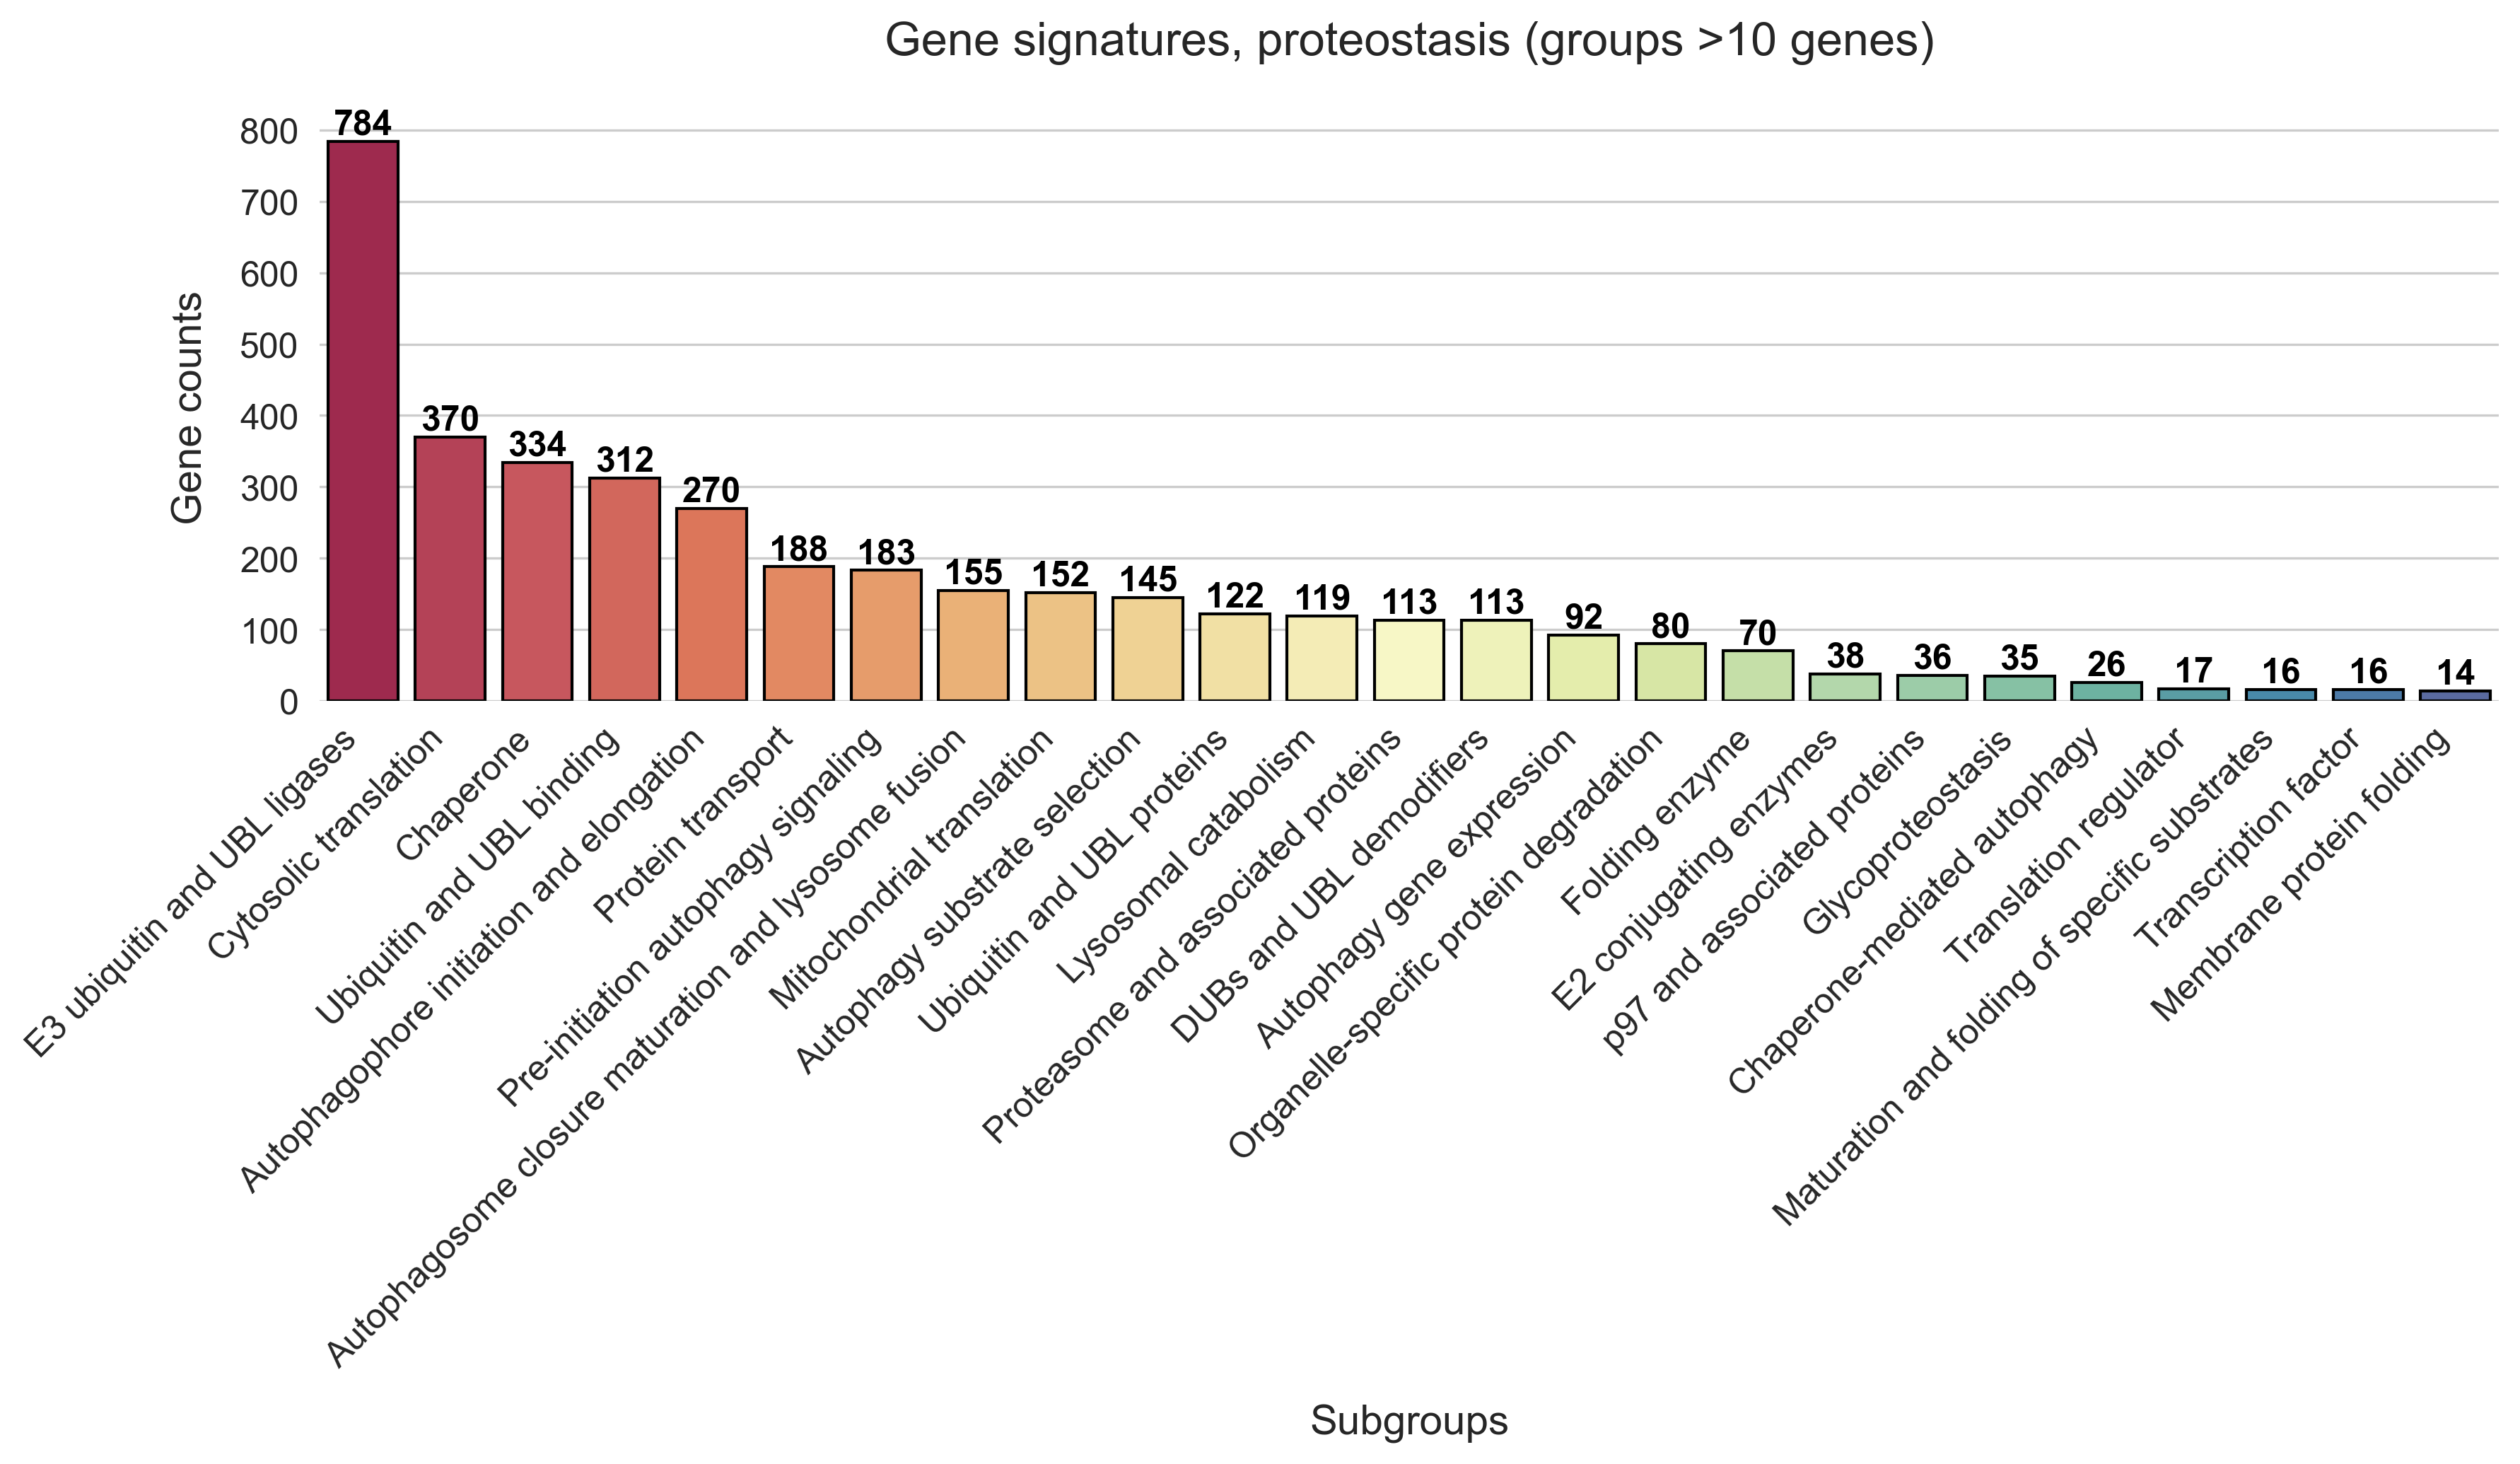 Gene signatures, proteostasis (groups >10 genes)
Gene counts
800
700
600
500
400
300
200
100
0
784
370
334
312
270
188
183
155
152
145
122
119
113
113
92
80
70
38
36
35
26
17
16
16
14
E3 ubiquitin and UBL ligases
Cytosolic translation
Chaperone
Ubiquitin and UBL binding
Autophagophore initiation and elongation
Protein transport
Pre-initiation autophagy signaling
Autophagosome closure maturation and lysosome fusion
Mitochondrial translation
Autophagy substrate selection
Ubiquitin and UBL proteins
Lysosomal catabolism
Proteasome and associated proteins
DUBs and UBL demodifiers
Autophagy gene expression
Organelle-specific protein degradation
Folding enzyme
E2 conjugating enzymes
p97 and associated proteins
Glycoproteostasis
Chaperone-mediated autophagy
Translation regulator
Maturation and folding of specific substrates
Transcription factor
Membrane protein folding
Subgroups